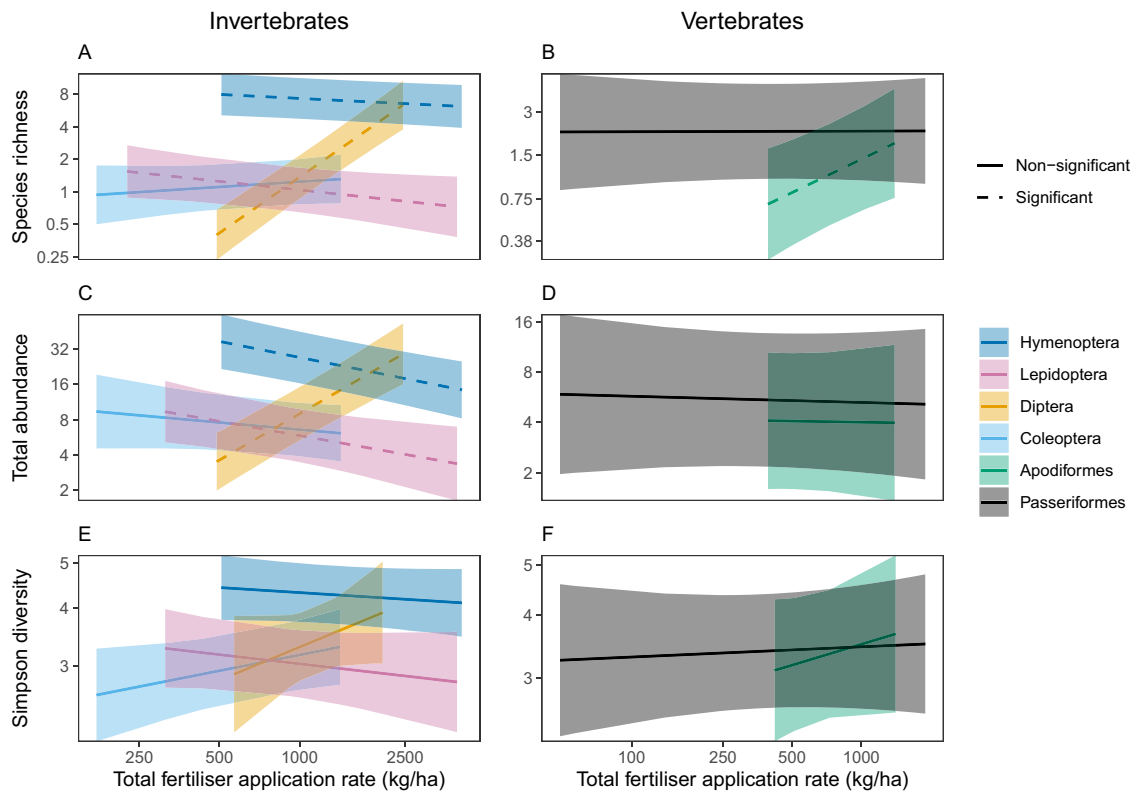 Invertebrates
Vertebrates
A
B
Species richness
8
4
2
1
0.5
0.25
3
1.5
0.75
0.38
Non−significant
Significant
C
D
Total abundance
32
16
8
4
2
16
8
4
2
Hymenoptera
Lepidoptera
Diptera
Coleoptera
Apodiformes
Passeriformes
E
F
Simpson diversity
5
4
3
5
4
3
250
500
1000
2500
100
250
500
1000
Total fertiliser application rate (kg/ha)
Total fertiliser application rate (kg/ha)